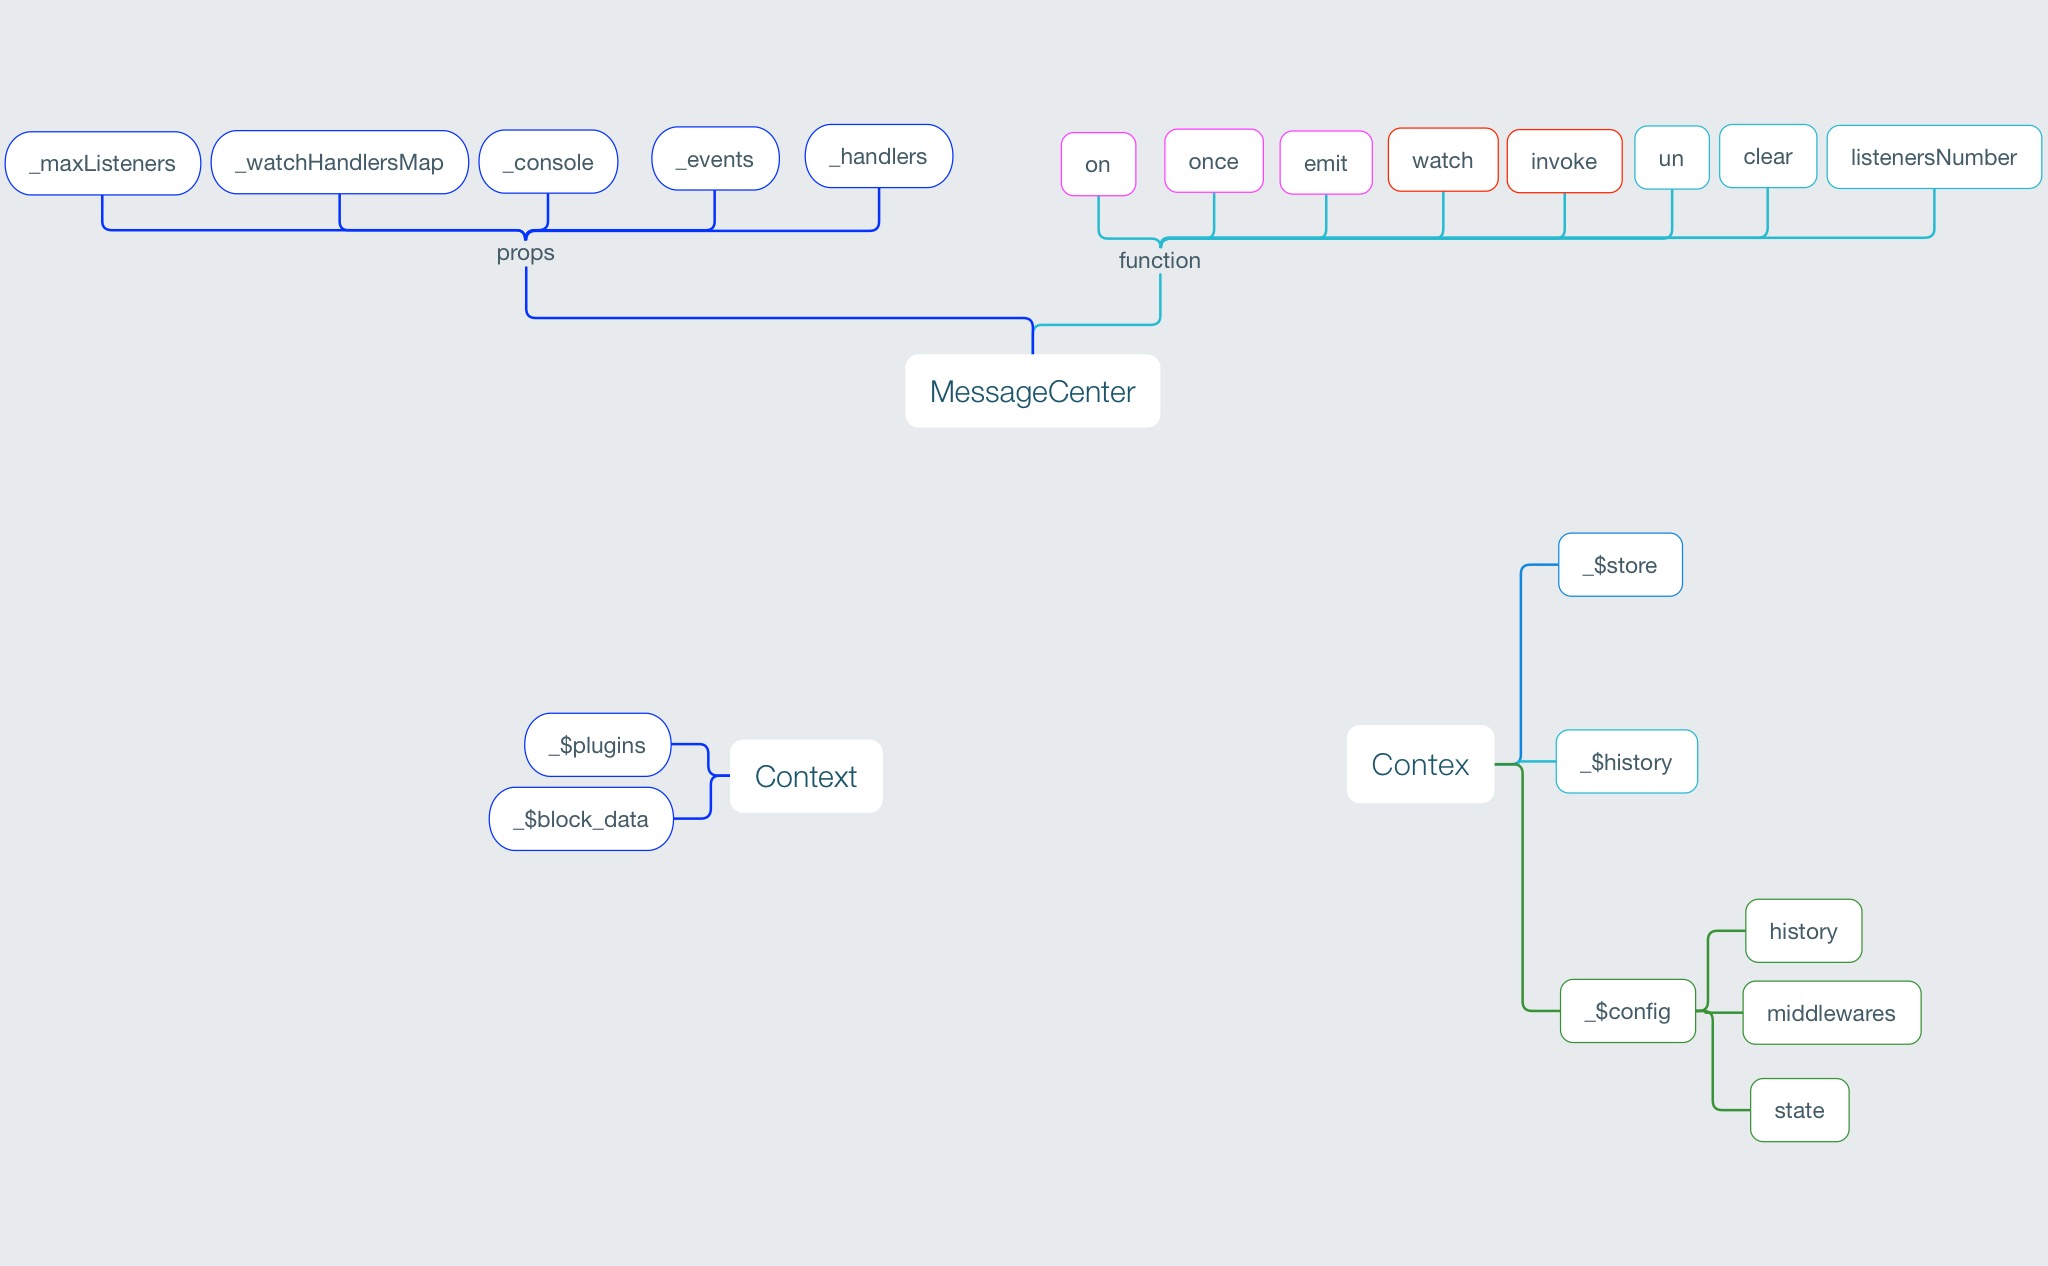 _maxListeners
_watchHandlersMap
_console
_events
_handlers
on
once
emit
watch
invoke
un
clear
listenersNumber
props
function
MessageCenter
_$store
_$plugins
Context
_$block_data
Contex
_$history
history
_$config
middlewares
state